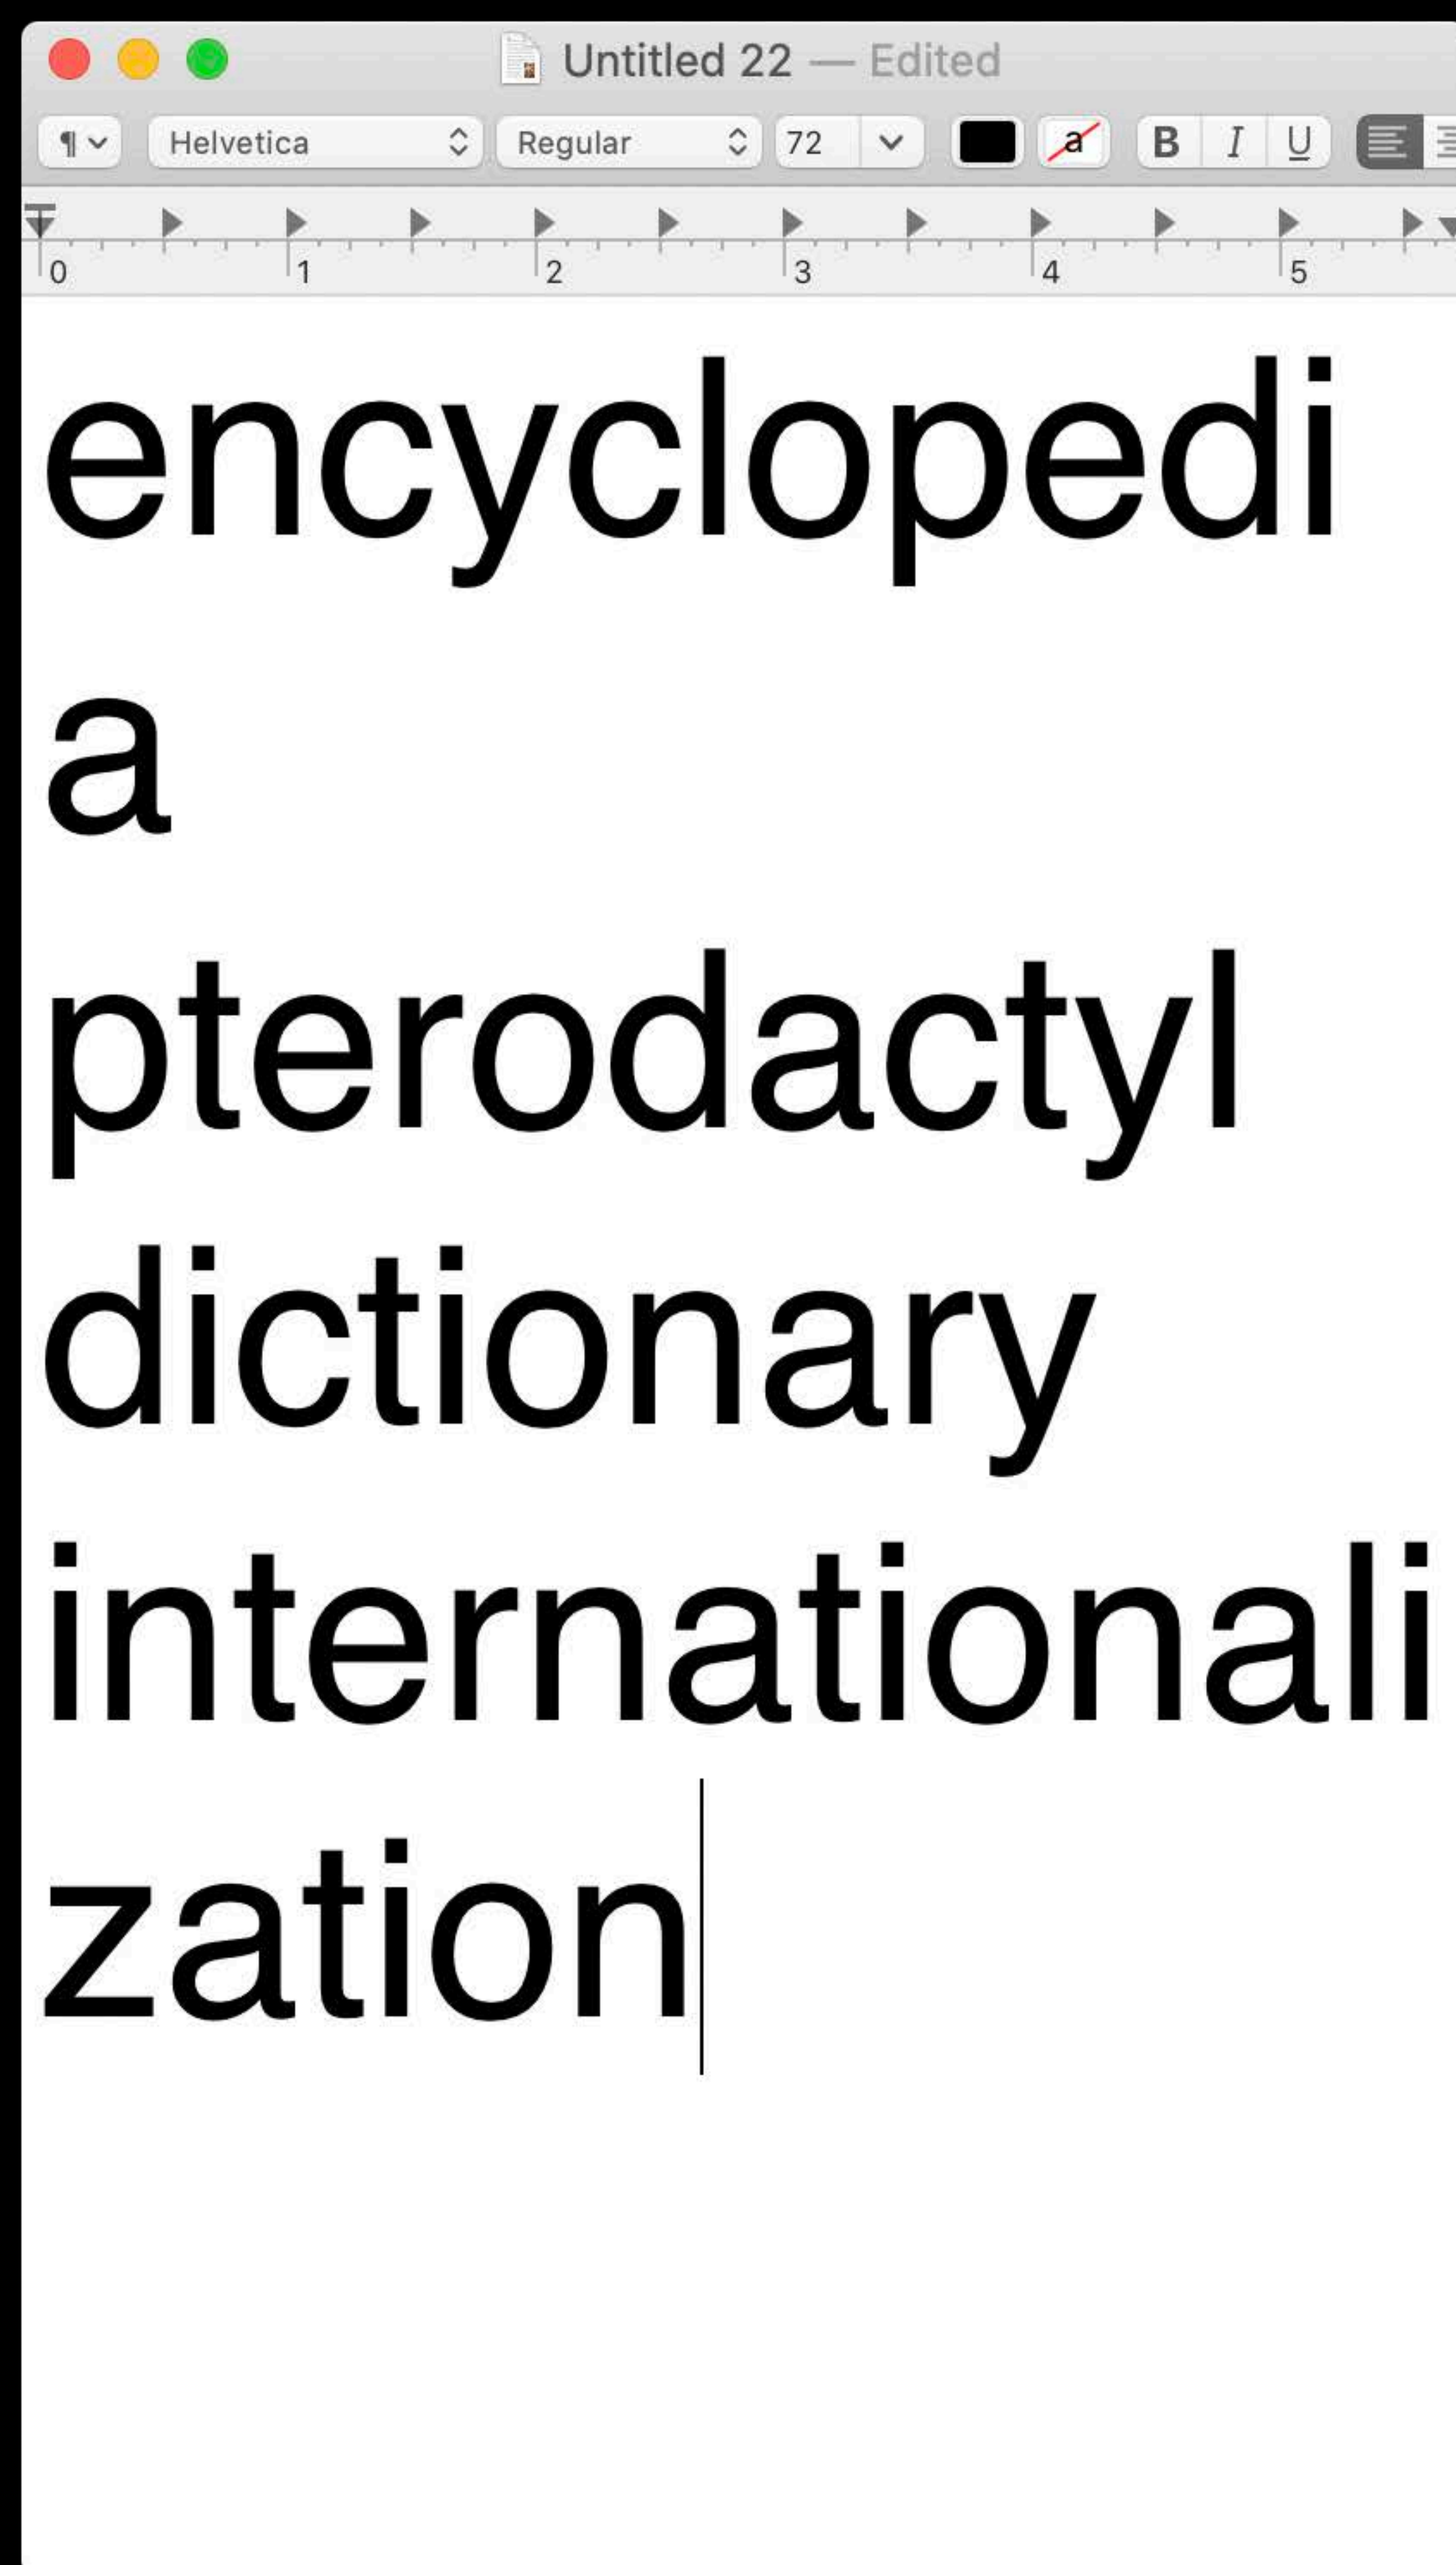 Untitled 22 — Edited
¶ Helvetica Regular 72 a B I U
0 1 2 3 4 5
encyclopedi
a
pterodactyl
dictionary
internationali
zation